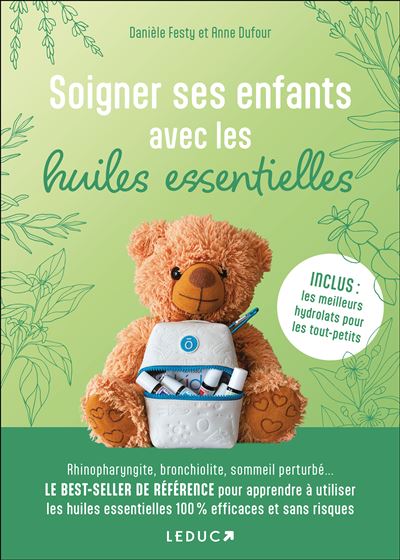 Danièle Festy et Anne Dufour
Soigner ses enfants
avec les
huiles essentielles
INCLUS :
les meilleurs
hydrolats pour
les tout-petits
ō
Rhinopharyngite, bronchiolite, sommeil perturbé...
LE BEST-SELLER DE RÉFÉRENCE pour apprendre à utiliser
les huiles essentielles 100 % efficaces et sans risques
LEDUC